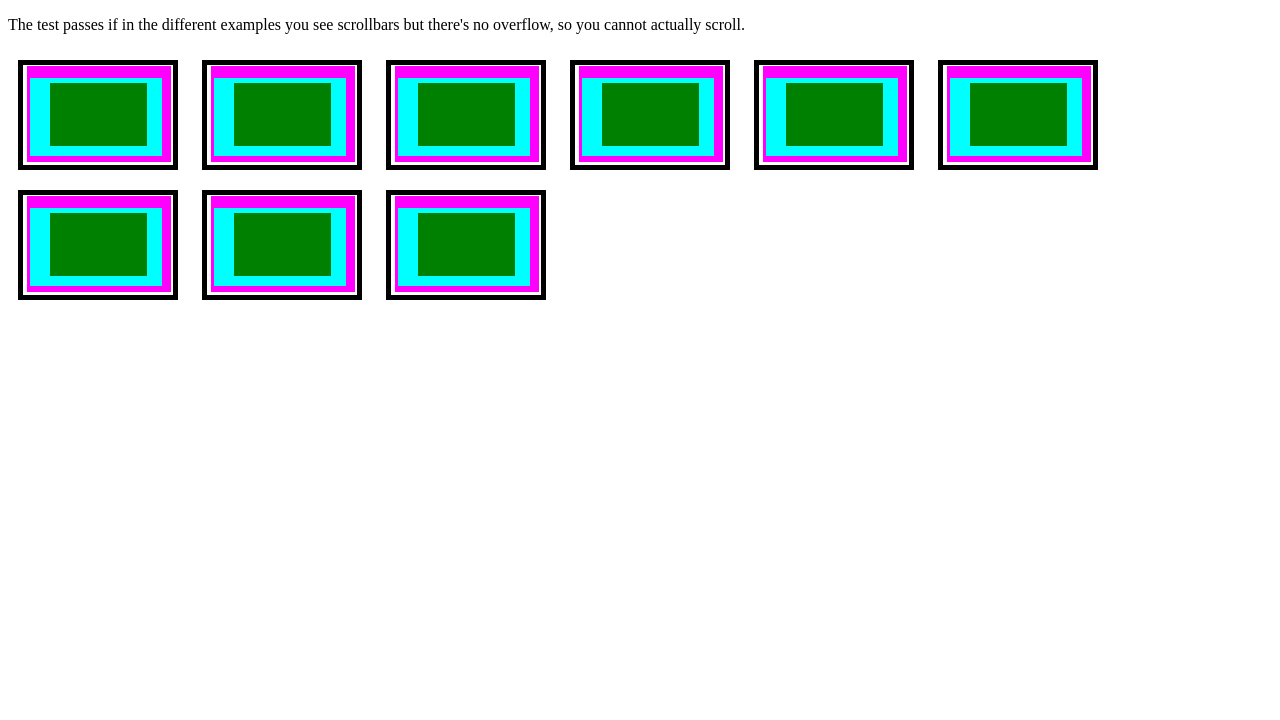 The test passes if in the different examples you see scrollbars but there's no overflow, so you cannot actually scroll.